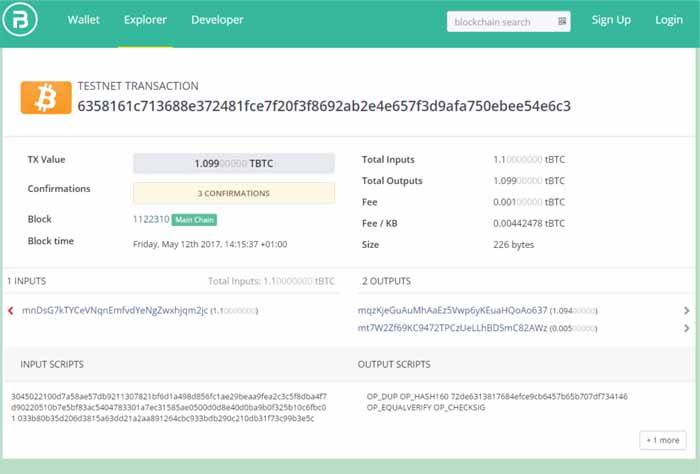 Wallet Explorer Developer blockchain search Sign Up Login
TESTNET TRANSACTION
6358161c713688e372481fce7f20f3f8692ab2e4e657f3d9afa750ebee54e6c3
TX Value 1.09900000 TBTC
Confirmations 3 CONFIRMATIONS
Block 1122310 Main Chain
Block time Friday, May 12th 2017, 14:15:37 +01:00
Total Inputs 1.10000000 tBTC
Total Outputs 1.09900000 tBTC
Fee 0.00100000 tBTC
Fee / KB 0.00442478 tBTC
Size 226 bytes
1 INPUTS Total Inputs: 1.10000000 tBTC
mnDsG7kTYCeVNqnEmfvdYeNgZwxhjqm2jc (1.10000000)
2 OUTPUTS
mqzKjeGuAuMhAaEz5Vwp6yKEuaHQoAo637 (1.09400000)
mt7W2Zf69KC9472TPCzUeLLhBDSmC82AWz (0.00500000)
INPUT SCRIPTS
3045022100d7a58ae57db9211307821bf6d1a498d856fc1ae29beaa9fea2c3c5f8dba4f7
d90220510b7e5bf83ac5404783301a7ec31585ae0500d0d8e40d0ba9b0f325b10c6fbc0
1 033b80b35d206d3815a63dd21a2aa891264cbc933bdb290c210db31f73c99b3e5c
OUTPUT SCRIPTS
OP_DUP OP_HASH160 72de6313817684efce9cb6457b65b707df734146
OP_EQUALVERIFY OP_CHECKSIG
+ 1 more